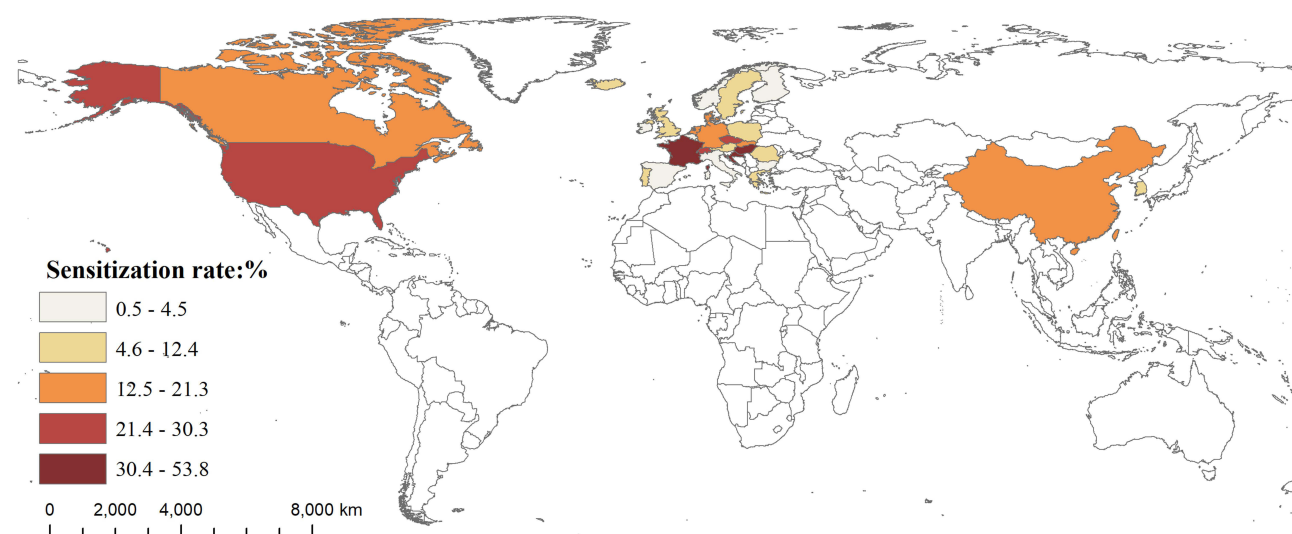 Sensitization rate:%
0.5 - 4.5
4.6 - 12.4
12.5 - 21.3
21.4 - 30.3
30.4 - 53.8
0 2,000 4,000 8,000 km